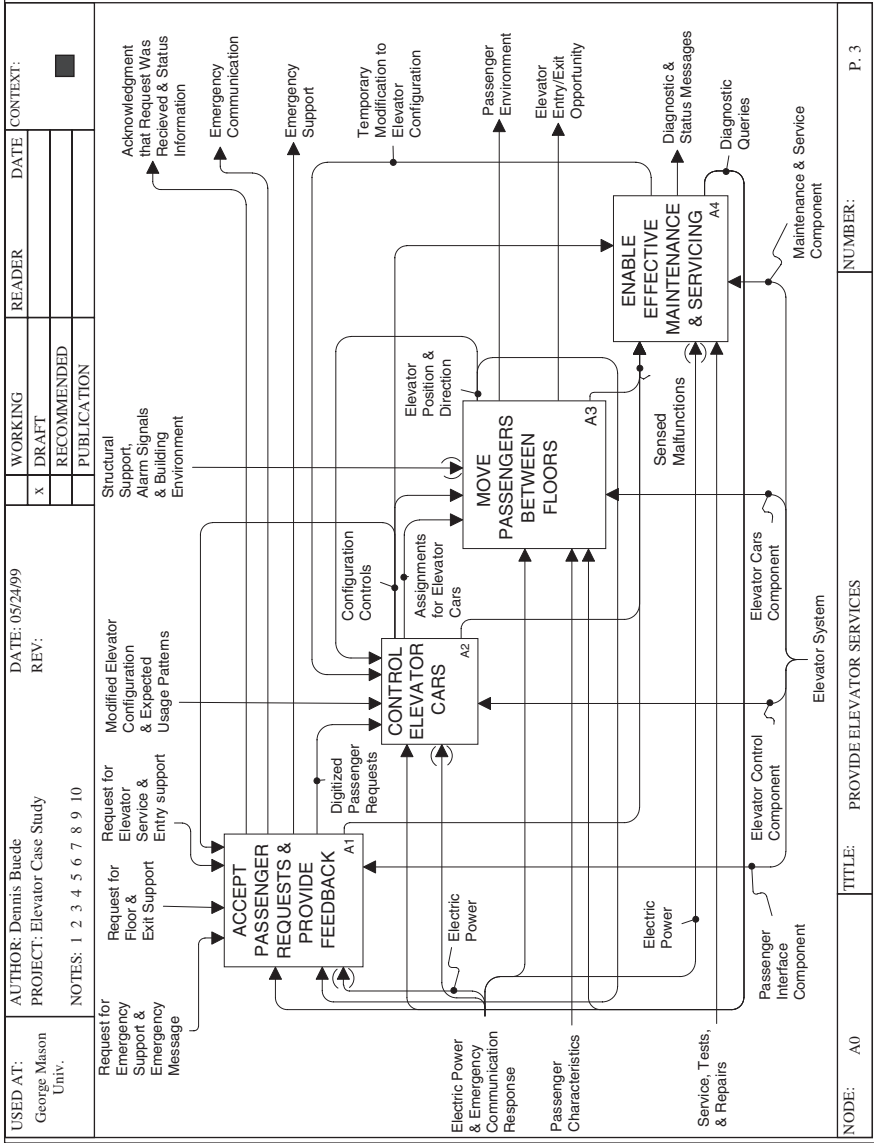 USED AT:
George Mason
Univ.
AUTHOR: Dennis Buede
PROJECT: Elevator Case Study
NOTES: 1 2 3 4 5 6 7 8 9 10
DATE: 05/24/99
REV:
WORKING
x DRAFT
RECOMMENDED
PUBLICATION
READER
DATE
CONTEXT:
Request for
Emergency
Support &
Emergency
Message
Request for
Floor &
Exit Support
Request for
Elevator
Service &
Entry support
Modified Elevator
Configuration
& Expected
Usage Patterns
Structural
Support,
Alarm Signals
& Building
Environment
Acknowledgment
that Request Was
Recieved & Status
Information
Emergency
Communication
Emergency
Support
Temporary
Modification to
Elevator
Configuration
Passenger
Environment
Elevator
Entry/Exit
Opportunity
Diagnostic &
Status Messages
Diagnostic
Queries
ACCEPT
PASSENGER
REQUESTS &
PROVIDE
FEEDBACK
A1
Digitized
Passenger
Requests
CONTROL
ELEVATOR
CARS
A2
Configuration
Controls
Assignments
for Elevator
Cars
MOVE
PASSENGERS
BETWEEN
FLOORS
A3
Elevator
Position &
Direction
ENABLE
EFFECTIVE
MAINTENANCE
& SERVICING
A4
Sensed
Malfunctions
Electric Power
& Emergency
Communication
Response
Electric
Power
Passenger
Characteristics
Electric
Power
Service, Tests,
& Repairs
Passenger
Interface
Component
Elevator Control
Component
Elevator Cars
Component
Maintenance & Service
Component
Elevator System
NODE: A0
TITLE: PROVIDE ELEVATOR SERVICES
NUMBER: P. 3